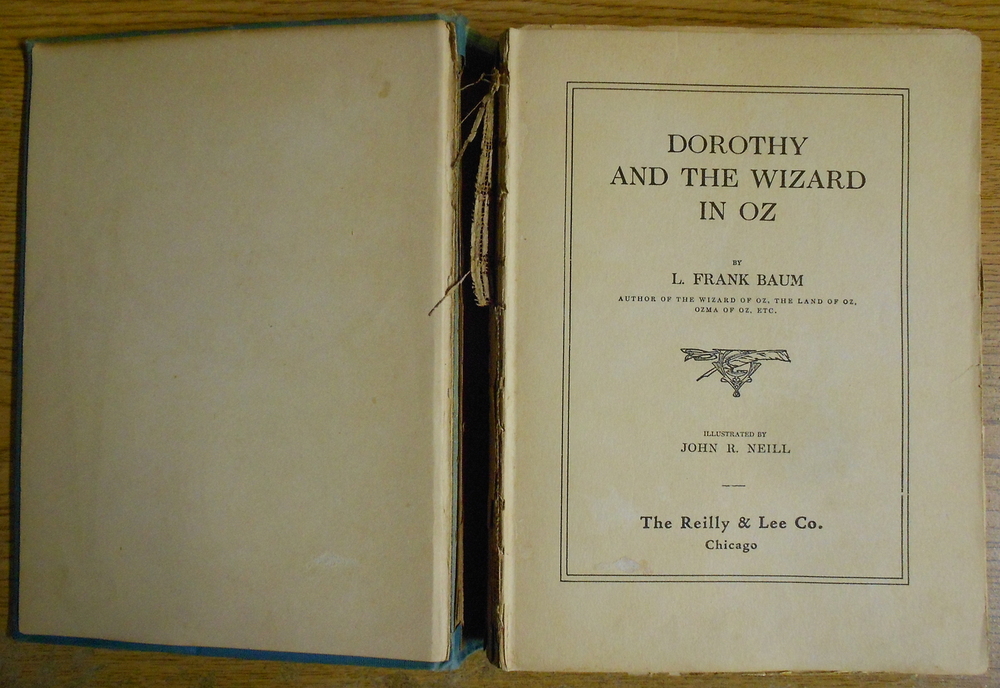 DOROTHY
AND THE WIZARD
IN OZ
BY
L. FRANK BAUM
AUTHOR OF THE WIZARD OF OZ, THE LAND OF OZ,
OZMA OF OZ, ETC.
ILLUSTRATED BY
JOHN R. NEILL
The Reilly & Lee Co.
Chicago